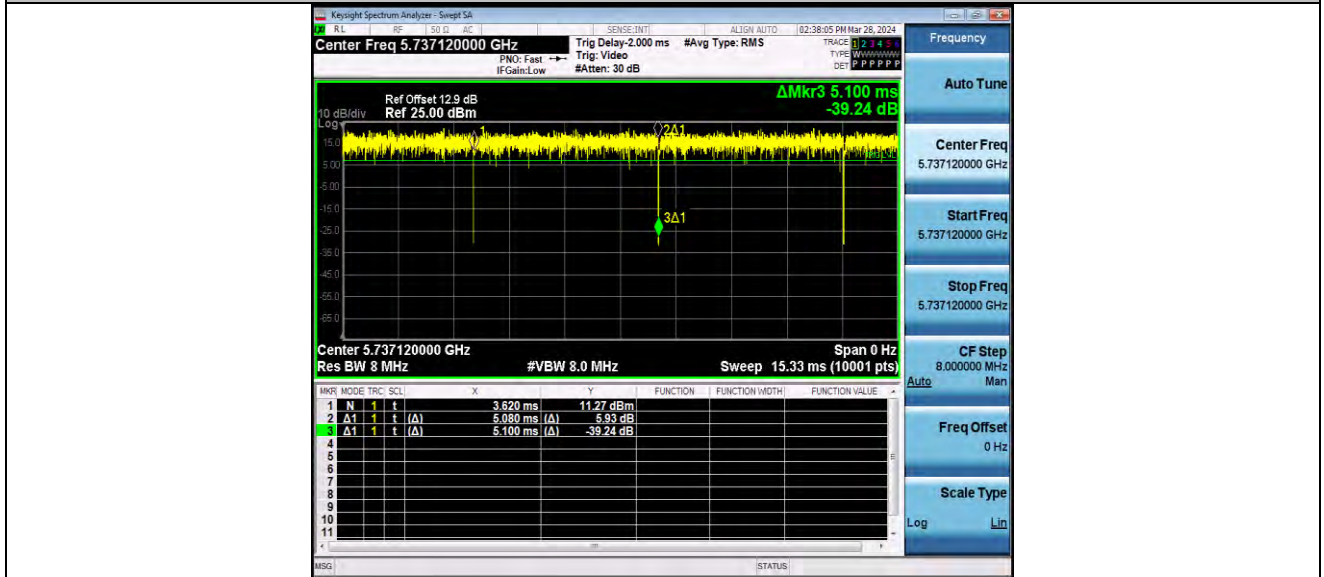 Keysight Spectrum Analyzer - Swept SA
RL RF 50 Ω AC SENSE:INT ALIGN AUTO 02:38:05 PM Mar 28, 2024
Center Freq 5.737120000 GHz Trig Delay-2.000 ms #Avg Type: RMS TRACE 1 2 3 4 5 6
PNO: Fast Trig: Video TYPE WWWWWW
IFGain:Low #Atten: 30 dB DET P P P P P P
Frequency
Auto Tune
ΔMkr3 5.100 ms
-39.24 dB
Ref Offset 12.9 dB
10 dB/div Ref 25.00 dBm
Log
1
2Δ1
3Δ1
15.0
5.00
-5.00
-15.0
-25.0
-35.0
-45.0
-55.0
-65.0
Center 5.737120000 GHz Span 0 Hz
Res BW 8 MHz #VBW 8.0 MHz Sweep 15.33 ms (10001 pts)
MKR MODE TRC SCL X Y FUNCTION FUNCTION WIDTH FUNCTION VALUE
1 N 1 t 3.620 ms 11.27 dBm
2 Δ1 1 t (Δ) 5.080 ms (Δ) 5.93 dB
3 Δ1 1 t (Δ) 5.100 ms (Δ) -39.24 dB
4
5
6
7
8
9
10
11
Center Freq
5.737120000 GHz
Start Freq
5.737120000 GHz
Stop Freq
5.737120000 GHz
CF Step
8.000000 MHz
Auto Man
Freq Offset
0 Hz
Scale Type
Log Lin
MSG STATUS